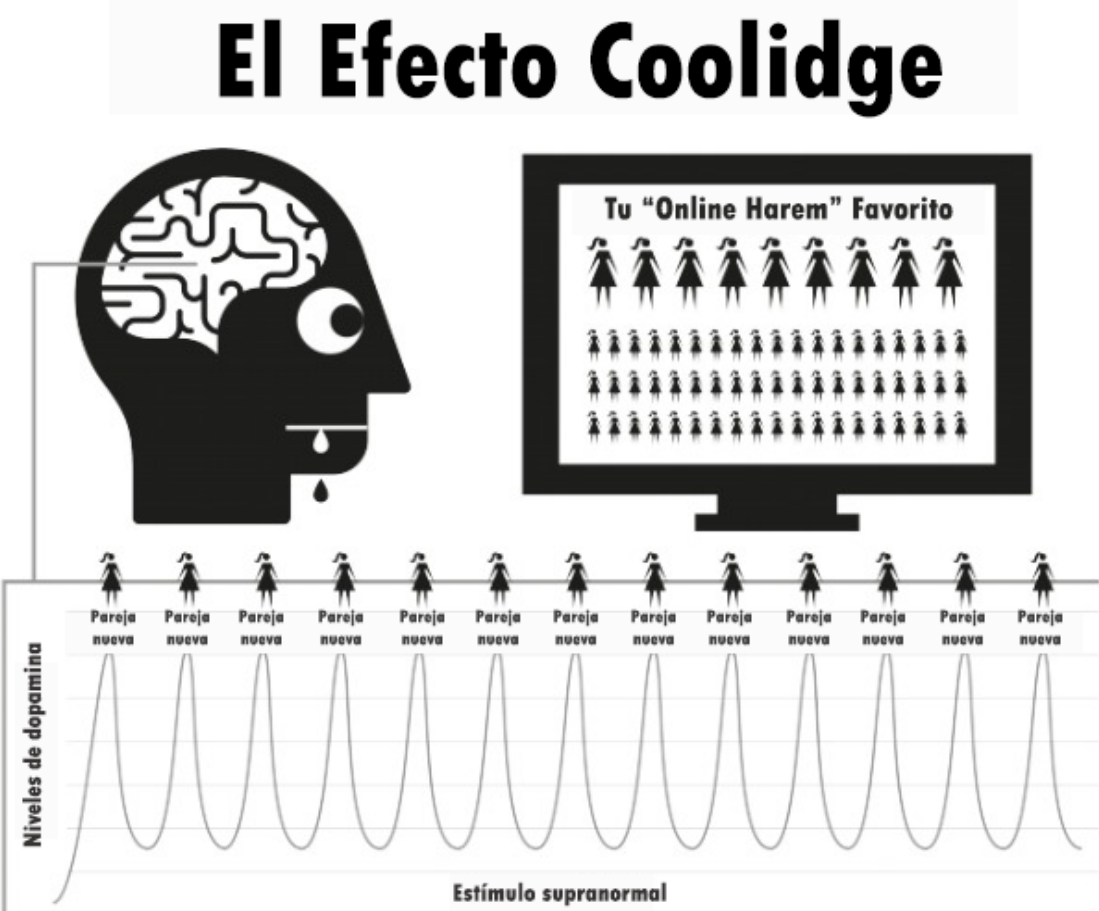 El Efecto Coolidge
Tu “Online Harem” Favorito
Pareja Pareja Pareja Pareja Pareja Pareja Pareja Pareja Pareja Pareja Pareja Pareja Pareja
nueva nueva nueva nueva nueva nueva nueva nueva nueva nueva nueva nueva nueva
Niveles de dopamina
Estímulo supranormal